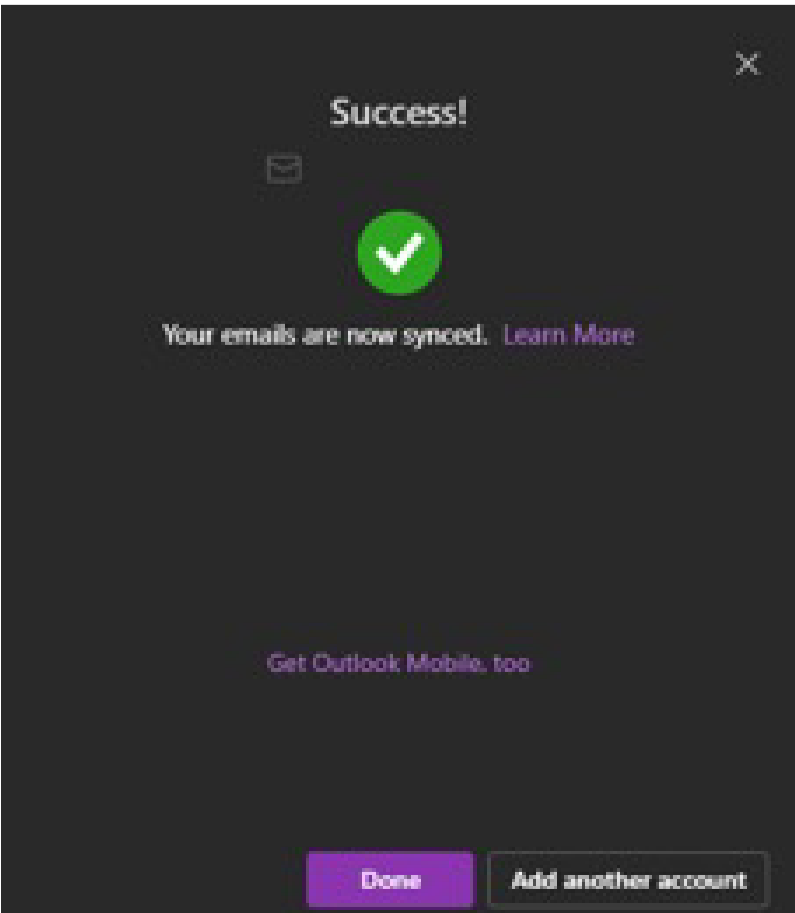 Success!
Your emails are now synced. Learn More
Get Outlook Mobile, too
Done
Add another account